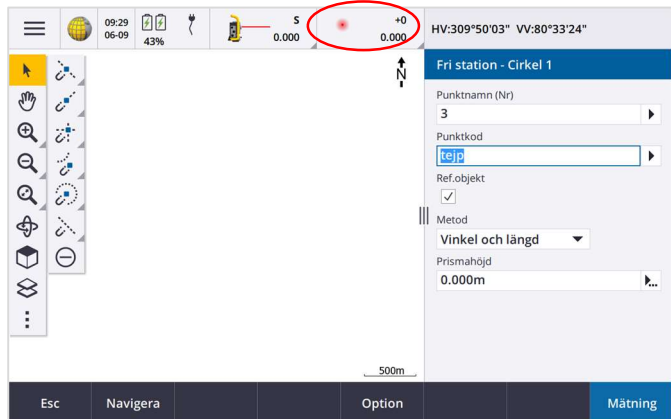 09:29
06-09
43%
S
0.000
+0
0.000
HV:309°50'03" VV:80°33'24"
Fri station - Cirkel 1
N
Punktnamn (Nr)
3
Punktkod
tejp
Ref.objekt
Metod
Vinkel och längd
Prismahöjd
0.000m
500m
Esc
Navigera
Option
Mätning